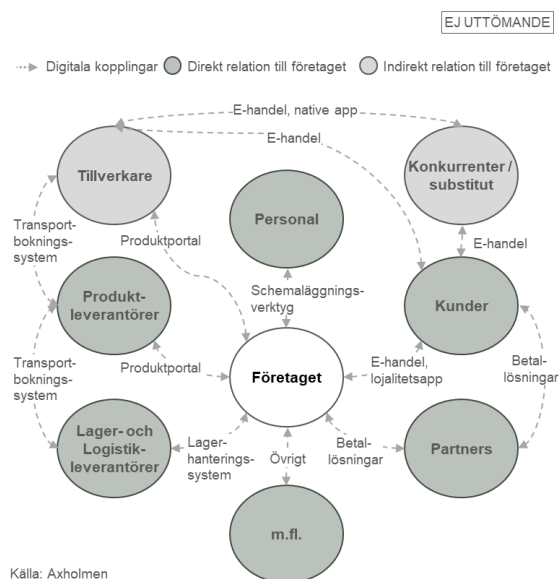 EJ UTTÖMANDE
Digitala kopplingar
Direkt relation till företaget
Indirekt relation till företaget
E-handel, native app
E-handel
Tillverkare
Konkurrenter /
substitut
Personal
Transport-
boknings-
system
Produktportal
E-handel
Schemaläggnings-
verktyg
Produkt-
leverantörer
Kunder
Transport-
boknings-
system
Produktportal
Företaget
E-handel,
lojalitetsapp
Betal-
lösningar
Lager- och
Logistik-
leverantörer
Lager-
hanterings-
system
Övrigt
Betal-
lösningar
Partners
m.fl.
Källa: Axholmen